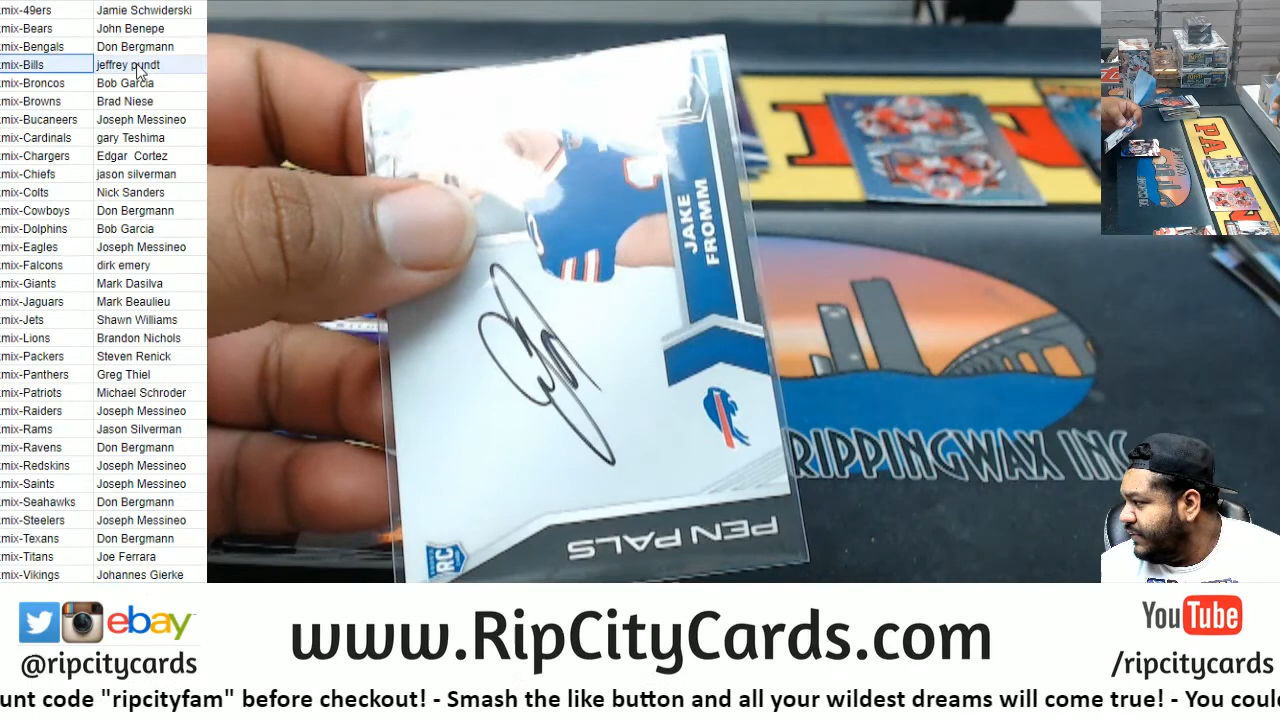 mix-49ers Jamie Schwiderski
mix-Bears John Benepe
mix-Bengals Don Bergmann
mix-Bills jeffrey
mix-Broncos Bob Garcia
mix-Browns Brad Niese
mix-Bucaneers Joseph Messineo
mix-Cardinals gary Teshima
mix-Chargers Edgar Cortez
mix-Chiefs jason silverman
mix-Colts Nick Sanders
mix-Cowboys Don Bergmann
mix-Dolphins Bob Garcia
mix-Eagles Joseph Messineo
mix-Falcons dirk emery
mix-Giants Mark Dasilva
mix-Jaguars Mark Beaulieu
mix-Jets Shawn Williams
mix-Lions Brandon Nichols
mix-Packers Steven Renick
mix-Panthers Greg Thiel
mix-Patriots Michael Schroder
mix-Raiders Joseph Messineo
mix-Rams Jason Silverman
mix-Ravens Don Bergmann
mix-Redskins Joseph Messineo
mix-Saints Joseph Messineo
mix-Seahawks Don Bergmann
mix-Steelers Joseph Messineo
mix-Texans Don Bergmann
mix-Titans Joe Ferrara
mix-Vikings Johannes Gierke
JAKE
FROMM
PEN PALS
RC
RIPPINGWAX INC
PA
ebay
@ripcitycards
www.RipCityCards.com
YouTube
/ripcitycards
unt code "ripcityfam" before checkout! - Smash the like button and all your wildest dreams will come true! - You coul